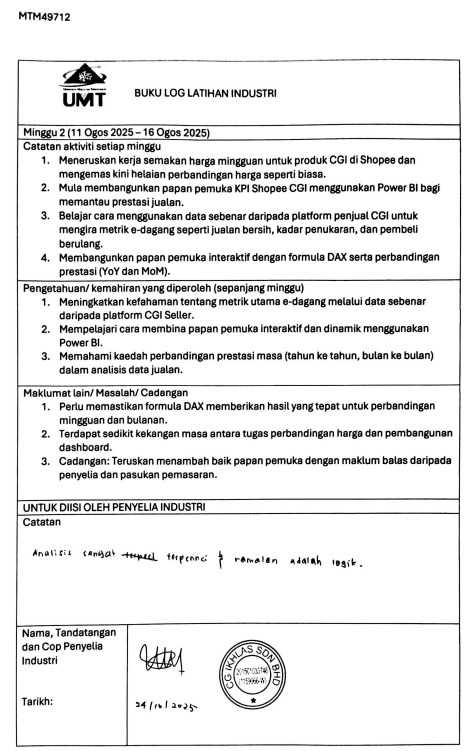 MTM49712
UNIVERSITI MALAYSIA TERENGGANU
UMT
BUKU LOG LATIHAN INDUSTRI
Minggu 2 (11 Ogos 2025 – 16 Ogos 2025)
Catatan aktiviti setiap minggu
1. Meneruskan kerja semakan harga mingguan untuk produk CGI di Shopee dan
mengemas kini helaian perbandingan harga seperti biasa.
2. Mula membangunkan papan pemuka KPI Shopee CGI menggunakan Power BI bagi
memantau prestasi jualan.
3. Belajar cara menggunakan data sebenar daripada platform penjual CGI untuk
mengira metrik e-dagang seperti jualan bersih, kadar penukaran, dan pembeli
berulang.
4. Membangunkan papan pemuka interaktif dengan formula DAX serta perbandingan
prestasi (YoY dan MoM).
Pengetahuan/ kemahiran yang diperoleh (sepanjang minggu)
1. Meningkatkan kefahaman tentang metrik utama e-dagang melalui data sebenar
daripada platform CGI Seller.
2. Mempelajari cara membina papan pemuka interaktif dan dinamik menggunakan
Power BI.
3. Memahami kaedah perbandingan prestasi masa (tahun ke tahun, bulan ke bulan)
dalam analisis data jualan.
Maklumat lain/ Masalah/ Cadangan
1. Perlu memastikan formula DAX memberikan hasil yang tepat untuk perbandingan
mingguan dan bulanan.
2. Terdapat sedikit kekangan masa antara tugas perbandingan harga dan pembangunan
dashboard.
3. Cadangan: Teruskan menambah baik papan pemuka dengan maklum balas daripada
penyelia dan pasukan pemasaran.
UNTUK DIISI OLEH PENYELIA INDUSTRI
Catatan
Analisis sangat terperinci & ramalan adalah logik.
Nama, Tandatangan
dan Cop Penyelia
Industri
CG IKHLAS SDN BHD
201501033746
(1159066-W)
Tarikh:
24/10/2025